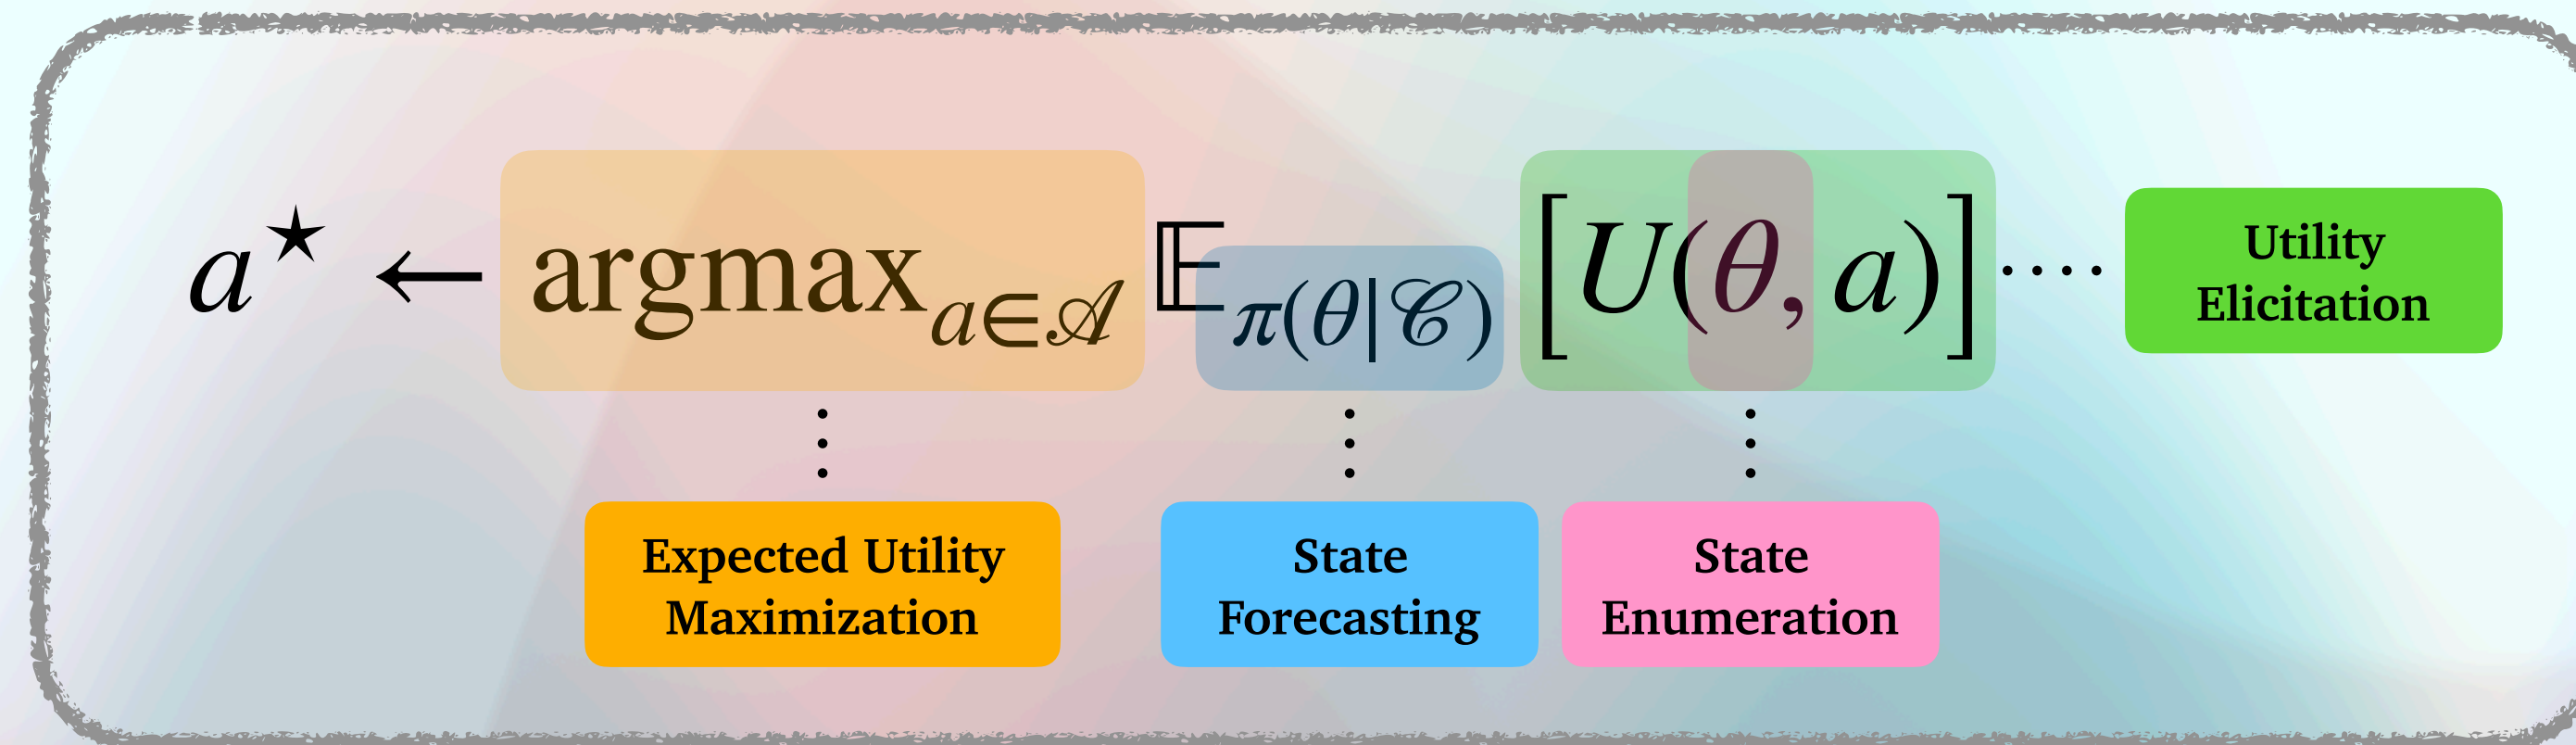 a★ ← argmax_{a∈𝒜} 𝔼_{π(θ|𝒞)} [U(θ, a)]
Utility
Elicitation
Expected Utility
Maximization
State
Forecasting
State
Enumeration